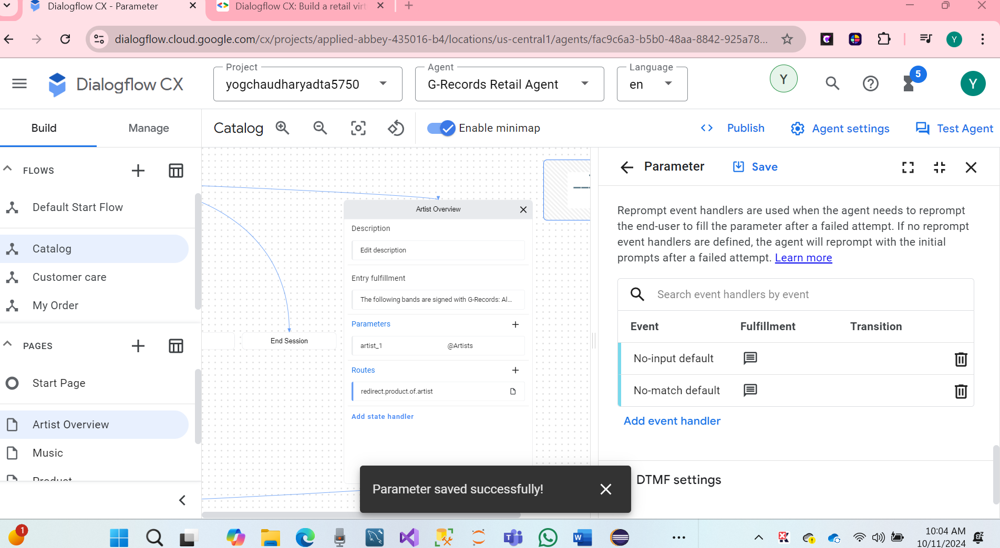 Dialogflow CX - Parameter
Dialogflow CX: Build a retail virt
dialogflow.cloud.google.com/cx/projects/applied-abbey-435016-b4/locations/us-central1/agents/fac9c6a3-b5b0-48aa-8842-925a78...
Y
Dialogflow CX
Project
yogchaudharyadta5750
Agent
G-Records Retail Agent
Language
en
Y
5
Y
Build
Manage
Catalog
Enable minimap
Publish
Agent settings
Test Agent
FLOWS
Default Start Flow
Catalog
Customer care
My Order
PAGES
Start Page
Artist Overview
Music
Product
End Session
Artist Overview
Description
Edit description
Entry fulfillment
The following bands are signed with G-Records: Al...
Parameters
artist_1 @Artists
Routes
redirect.product.of.artist
Add state handler
Parameter
Save
Reprompt event handlers are used when the agent needs to reprompt
the end-user to fill the parameter after a failed attempt. If no reprompt
event handlers are defined, the agent will reprompt with the initial
prompts after a failed attempt. Learn more
Search event handlers by event
Event Fulfillment Transition
No-input default
No-match default
Add event handler
DTMF settings
Parameter saved successfully!
1
10:04 AM
10/11/2024